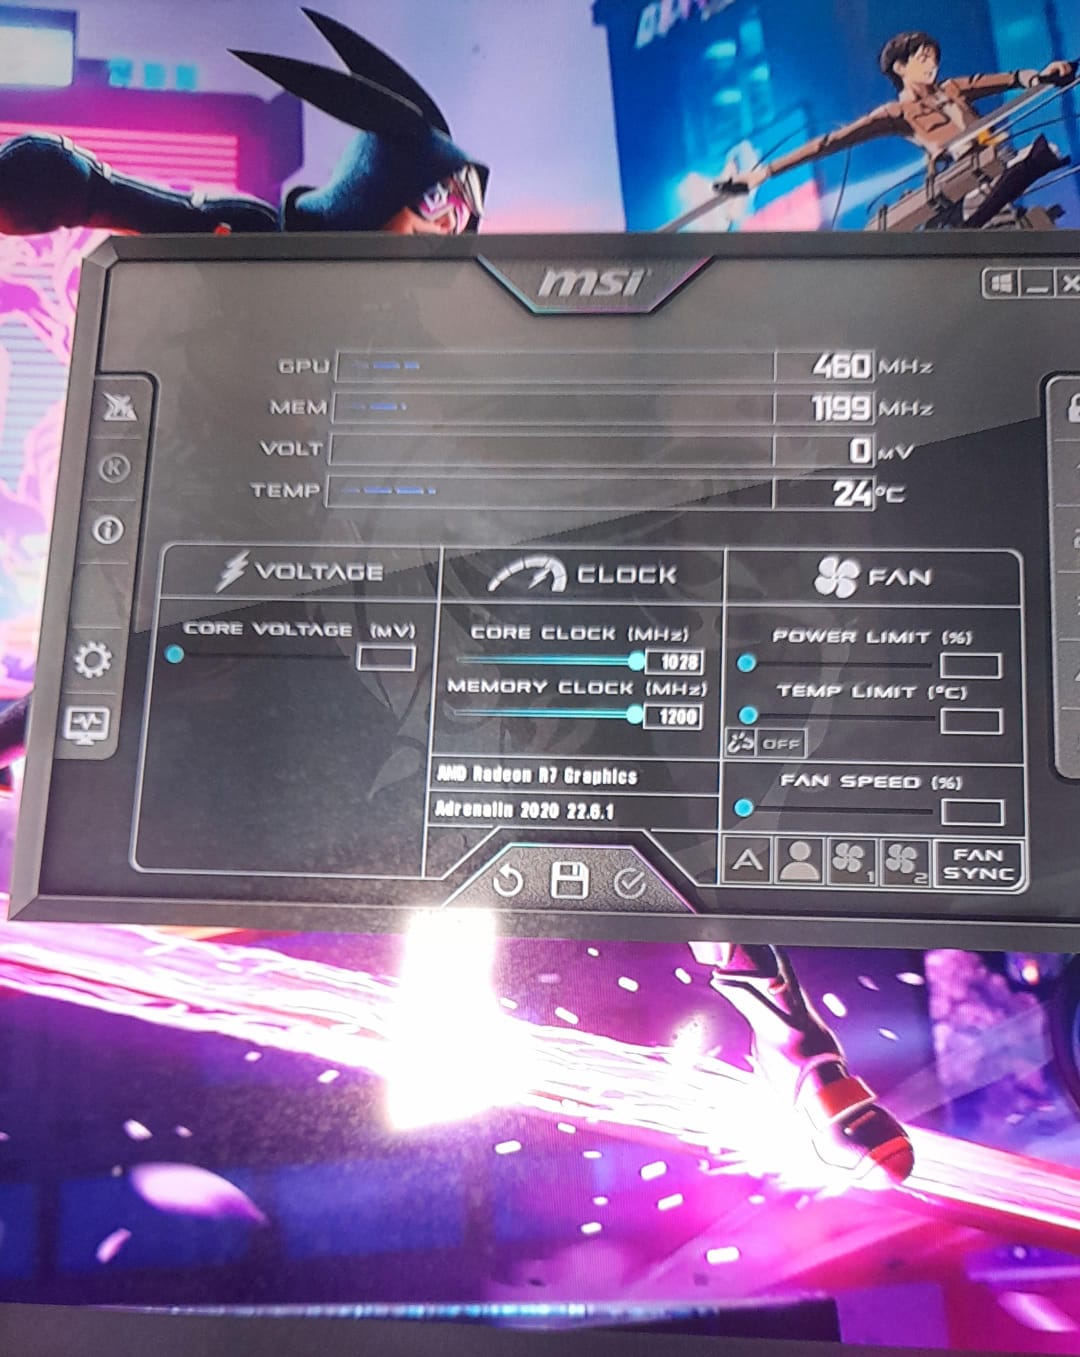 msi
GPU 460 MHz
MEM 1199 MHz
VOLT 0 MV
TEMP 24 °C
K
i
VOLTAGE
CLOCK
FAN
CORE VOLTAGE (MV)
CORE CLOCK (MHz)
1028
MEMORY CLOCK (MHz)
1200
POWER LIMIT (%)
TEMP LIMIT (°C)
OFF
AMD Radeon R7 Graphics
Adrenalin 2020 22.6.1
FAN SPEED (%)
A
1
2
FAN
SYNC